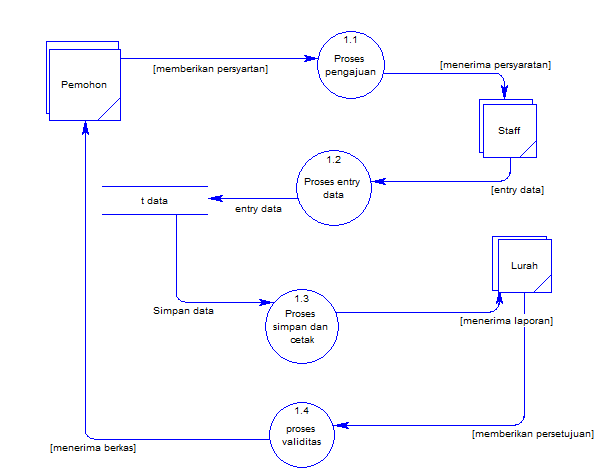 1.1
Proses
pengajuan
[memberikan persyartan]
[menerima persyaratan]
Pemohon
Staff
1.2
Proses entry
data
[entry data]
t data
entry data
Lurah
1.3
Proses
simpan dan
cetak
Simpan data
[menerima laporan]
1.4
proses
validitas
[memberikan persetujuan]
[menerima berkas]